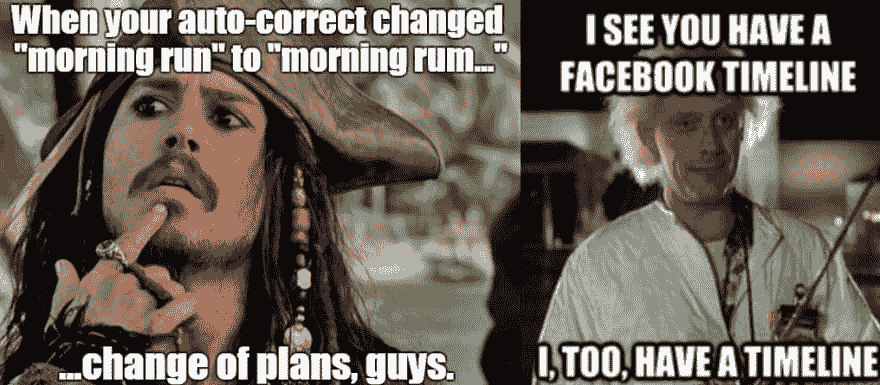 When your auto-correct changed
"morning run" to "morning rum..."
...change of plans, guys.
I SEE YOU HAVE A
FACEBOOK TIMELINE
I, TOO, HAVE A TIMELINE